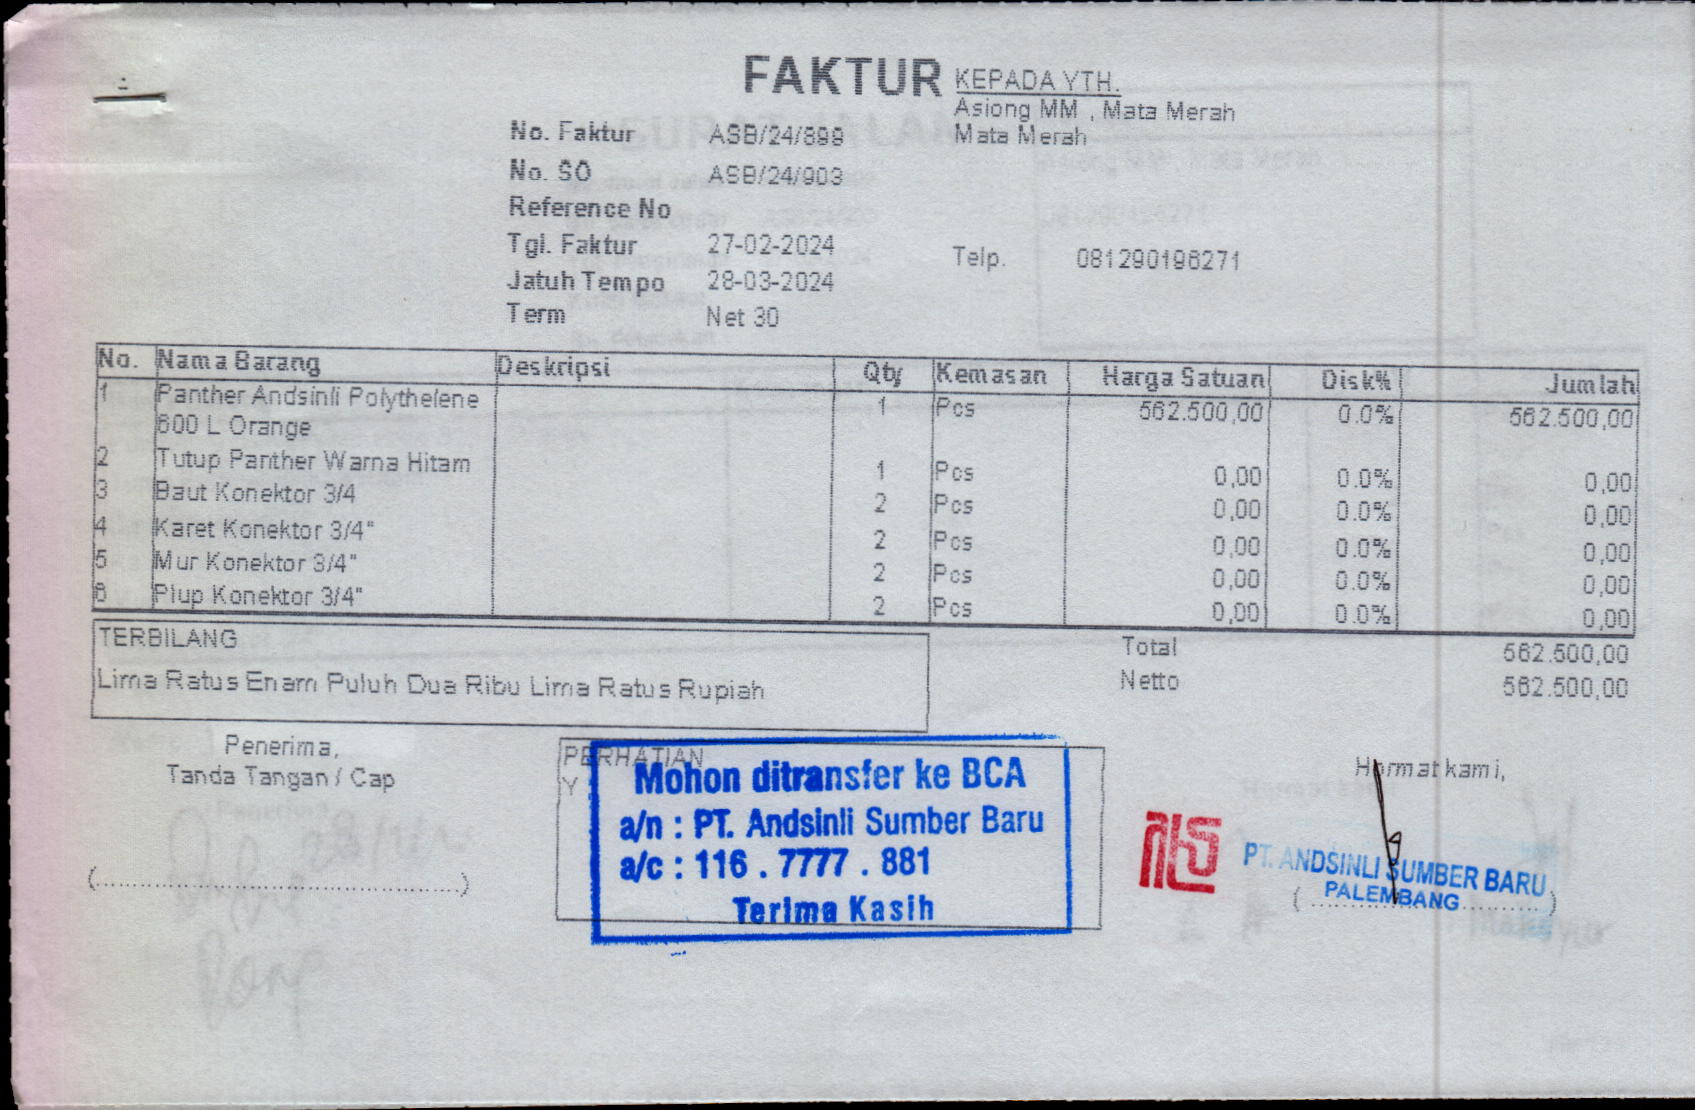 FAKTUR
KEPADA YTH.
Asiong MM , Mata Merah
Mata Merah
No. Faktur ASB/24/899
No. SO ASB/24/903
Reference No
Tgl. Faktur 27-02-2024
Telp. 081290196271
Jatuh Tempo 28-03-2024
Term Net 30
No. Nama Barang Deskripsi Qty Kemasan Harga Satuan Disk% Jumlah
1 Panther Andsinli Polythelene 1 Pcs 562.500,00 0.0% 562.500,00
600 L Orange
2 Tutup Panther Warna Hitam 1 Pcs 0,00 0.0% 0,00
3 Baut Konektor 3/4 2 Pcs 0,00 0.0% 0,00
4 Karet Konektor 3/4" 2 Pcs 0,00 0.0% 0,00
5 Mur Konektor 3/4" 2 Pcs 0,00 0.0% 0,00
6 Plup Konektor 3/4" 2 Pcs 0,00 0.0% 0,00
TERBILANG
Lima Ratus Enam Puluh Dua Ribu Lima Ratus Rupiah
Total 562.500,00
Netto 562.500,00
Penerima,
Tanda Tangan / Cap
PERHATIAN
Y
Mohon ditransfer ke BCA
a/n : PT. Andsinli Sumber Baru
a/c : 116 . 7777 . 881
Terima Kasih
Hormat kami,
PT. ANDSINLI SUMBER BARU
PALEMBANG